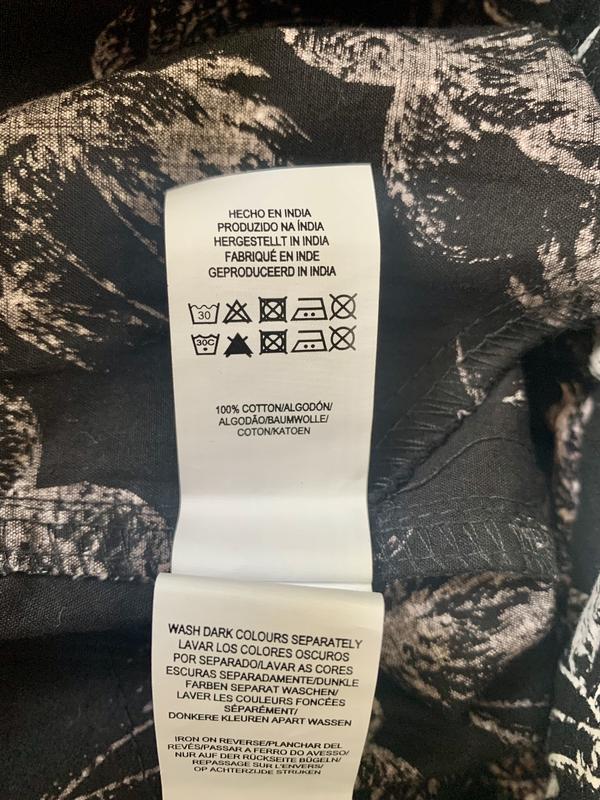 HECHO EN INDIA
PRODUZIDO NA ÍNDIA
HERGESTELLT IN INDIA
FABRIQUÉ EN INDE
GEPRODUCEERD IN INDIA
30
30C
100% COTTON/ALGODÓN/
ALGODÃO/BAUMWOLLE/
COTON/KATOEN
WASH DARK COLOURS SEPARATELY
LAVAR LOS COLORES OSCUROS
POR SEPARADO/LAVAR AS CORES
ESCURAS SEPARADAMENTE/DUNKLE
FARBEN SEPARAT WASCHEN/
LAVER LES COULEURS FONCÉES
SÉPARÉMENT/
DONKERE KLEUREN APART WASSEN
IRON ON REVERSE/PLANCHAR DEL
REVÉS/PASSAR A FERRO DO AVESSO/
NUR AUF DER RÜCKSEITE BÜGELN/
REPASSAGE SUR L'ENVERS/
OP ACHTERZIJDE STRIJKEN